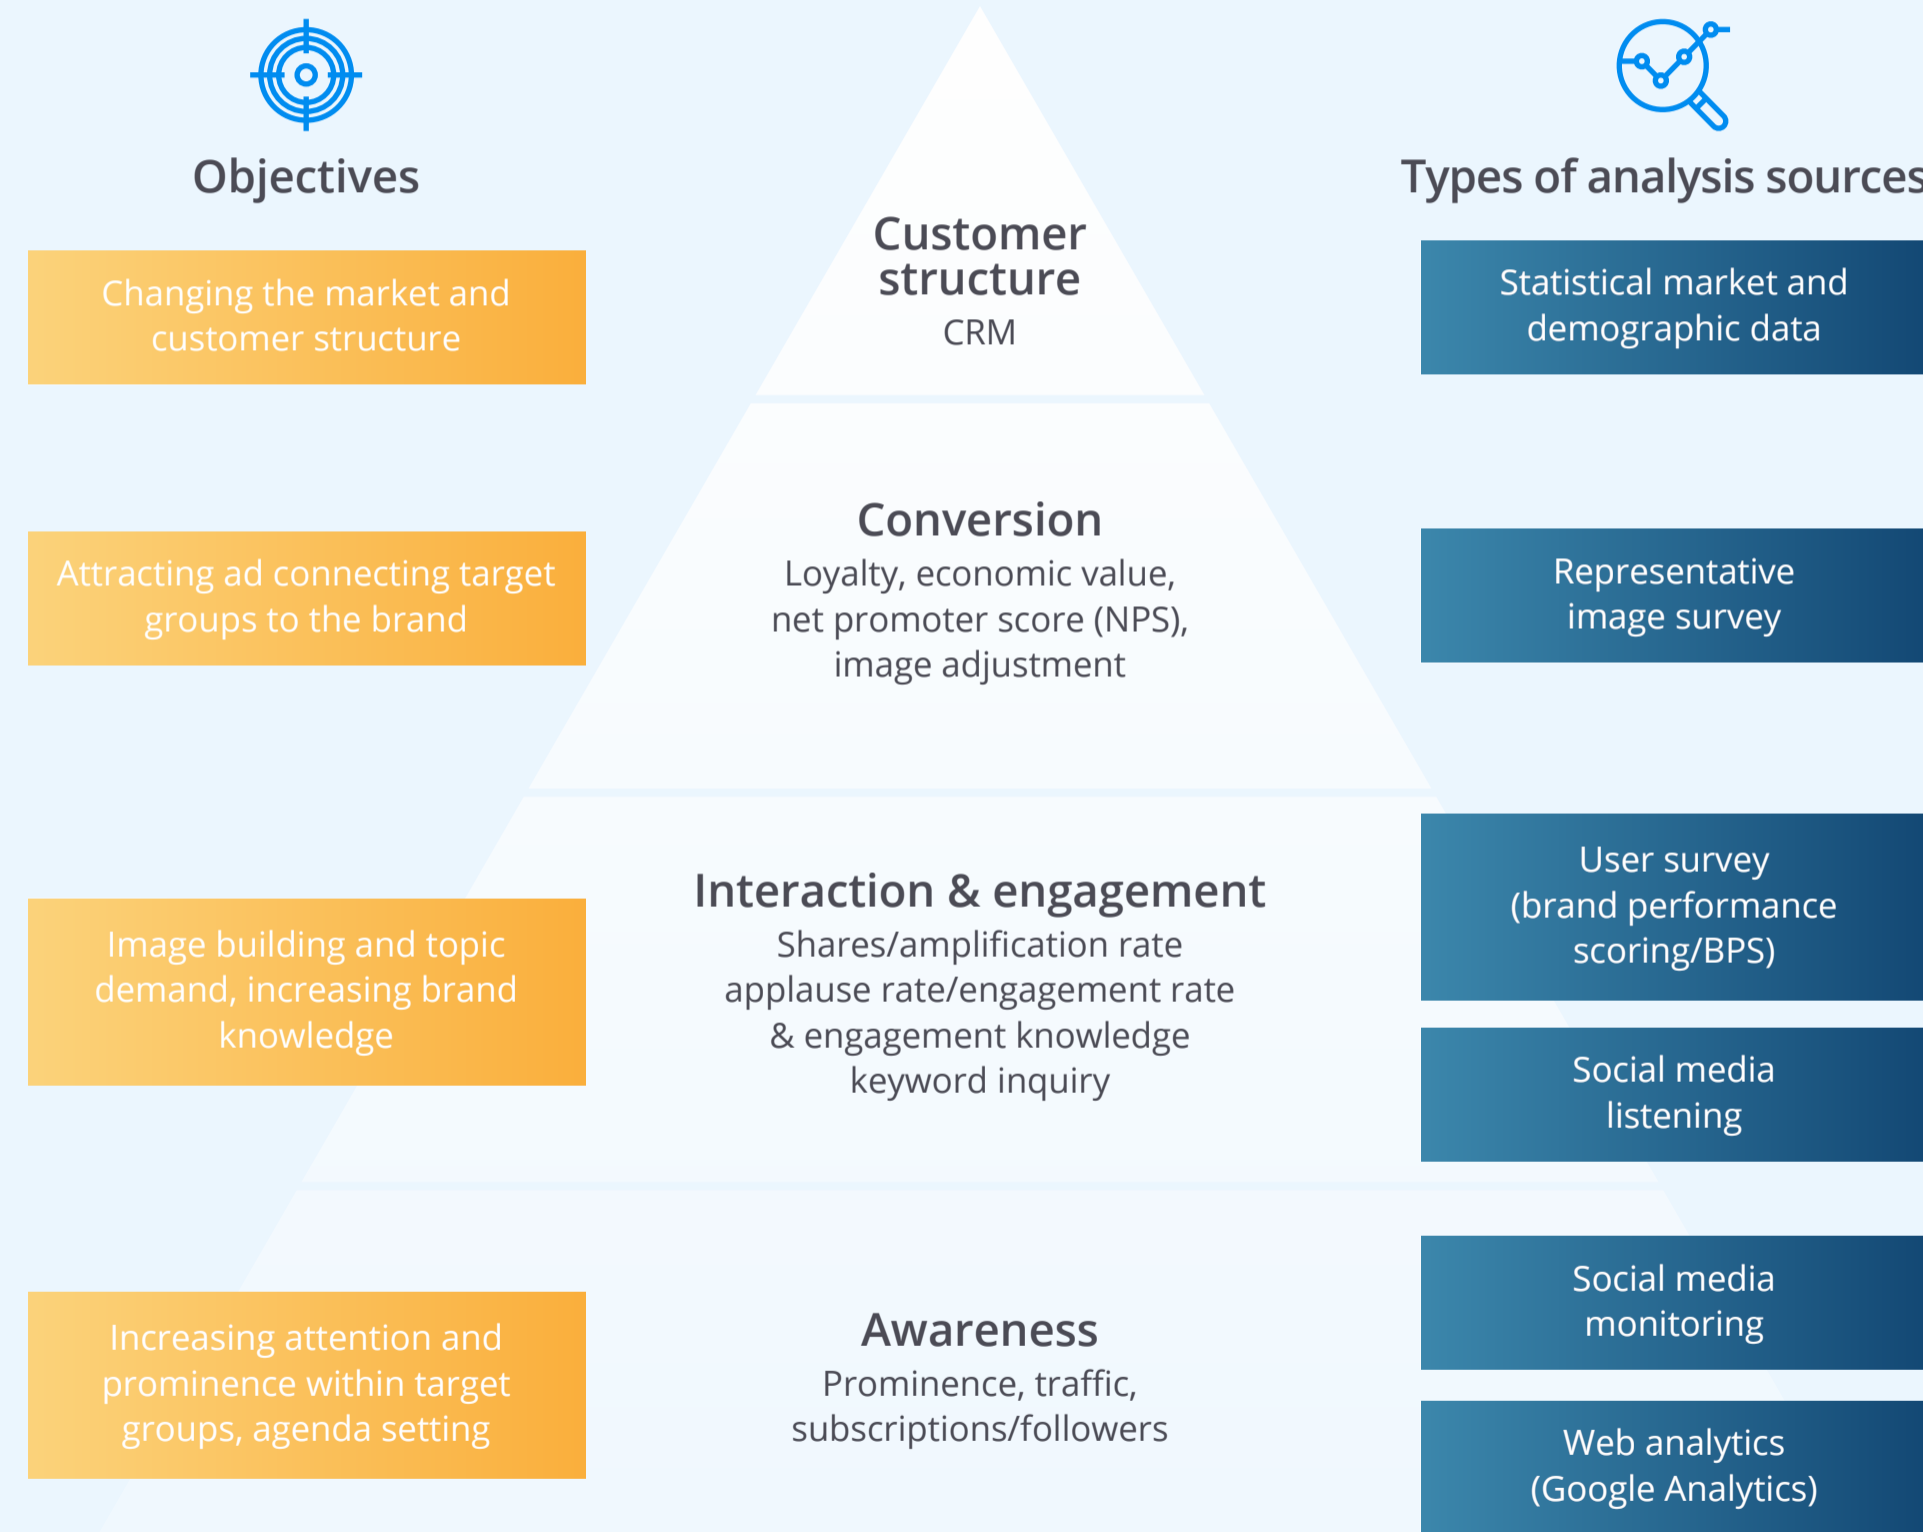 Objectives
Changing the market and
customer structure
Attracting ad connecting target
groups to the brand
Image building and topic
demand, increasing brand
knowledge
Increasing attention and
prominence within target
groups, agenda setting
Customer
structure
CRM
Conversion
Loyalty, economic value,
net promoter score (NPS),
image adjustment
Interaction & engagement
Shares/amplification rate
applause rate/engagement rate
& engagement knowledge
keyword inquiry
Awareness
Prominence, traffic,
subscriptions/followers
Types of analysis sources
Statistical market and
demographic data
Representative
image survey
User survey
(brand performance
scoring/BPS)
Social media
listening
Social media
monitoring
Web analytics
(Google Analytics)